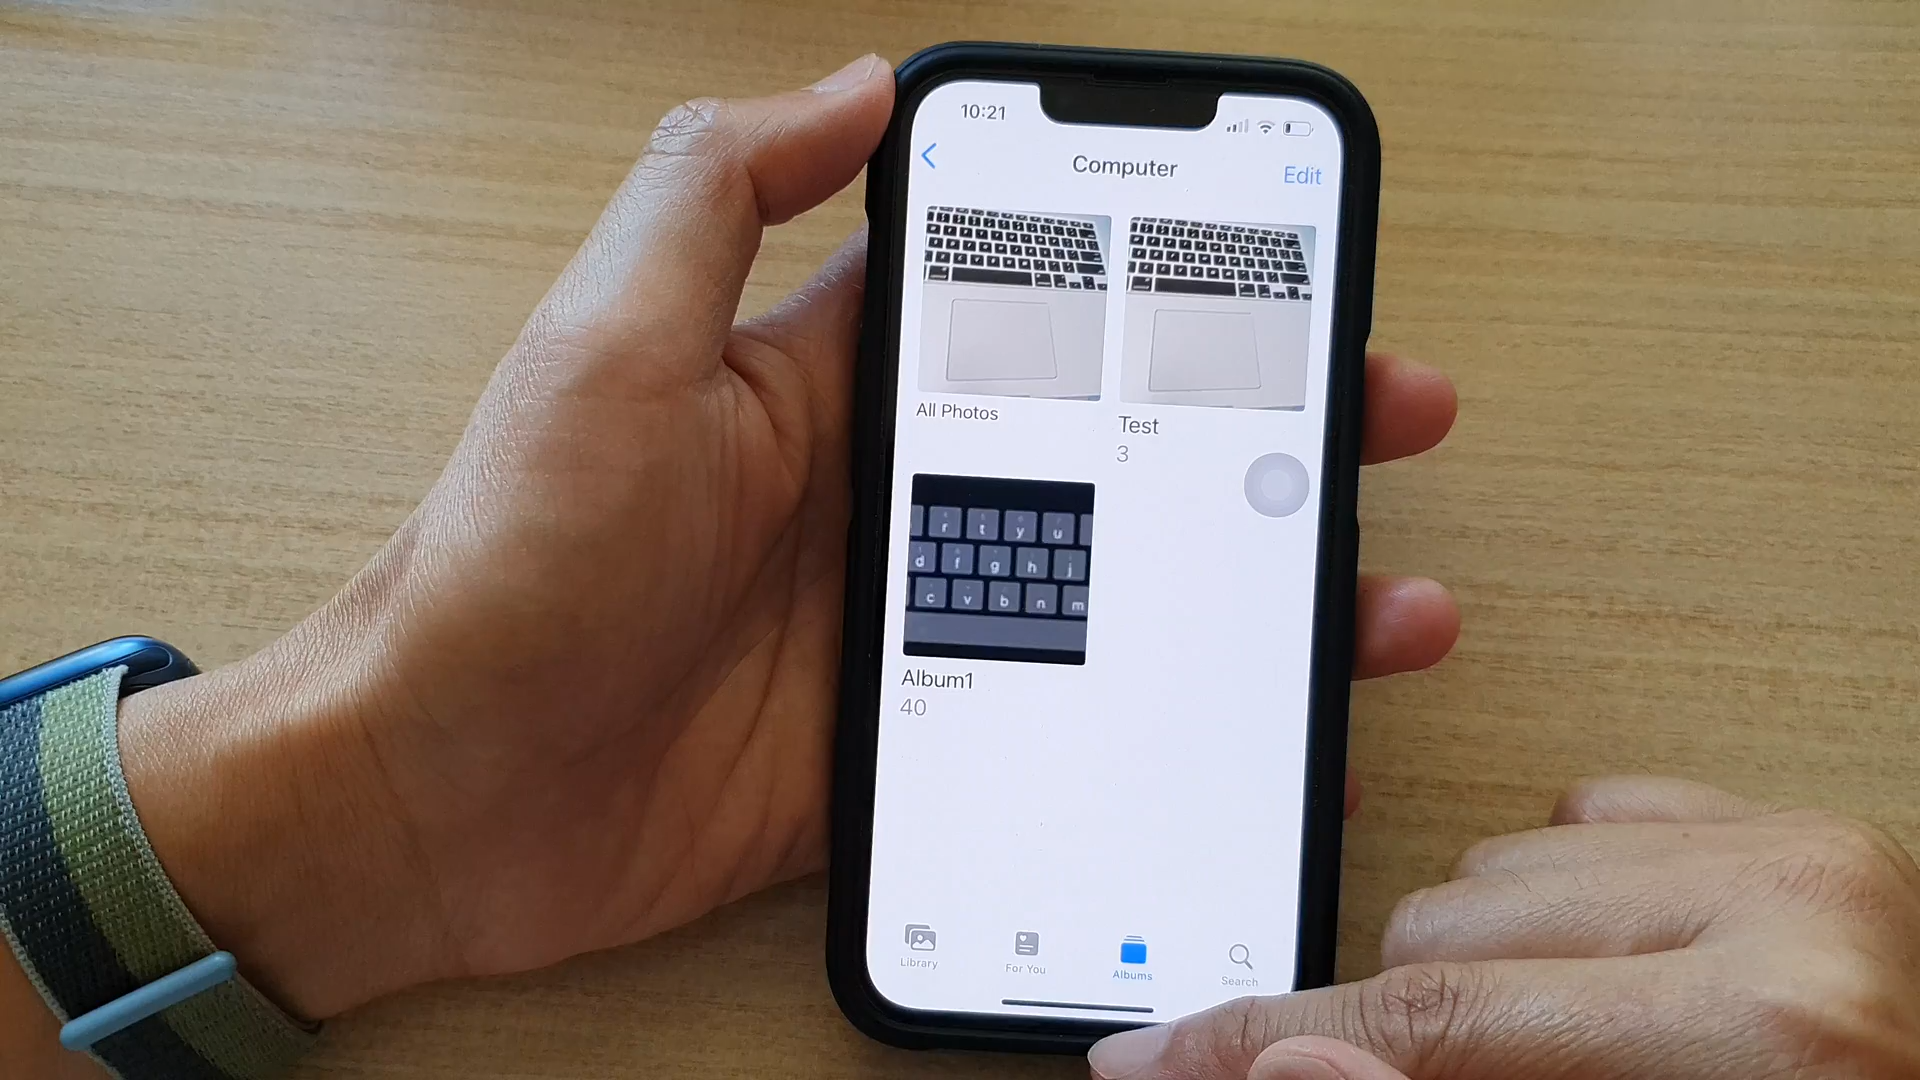 10:21
Computer
Edit
All Photos
Test
3
r t y u
d f g h j
c v b n m
Album1
40
Library
For You
Albums
Search